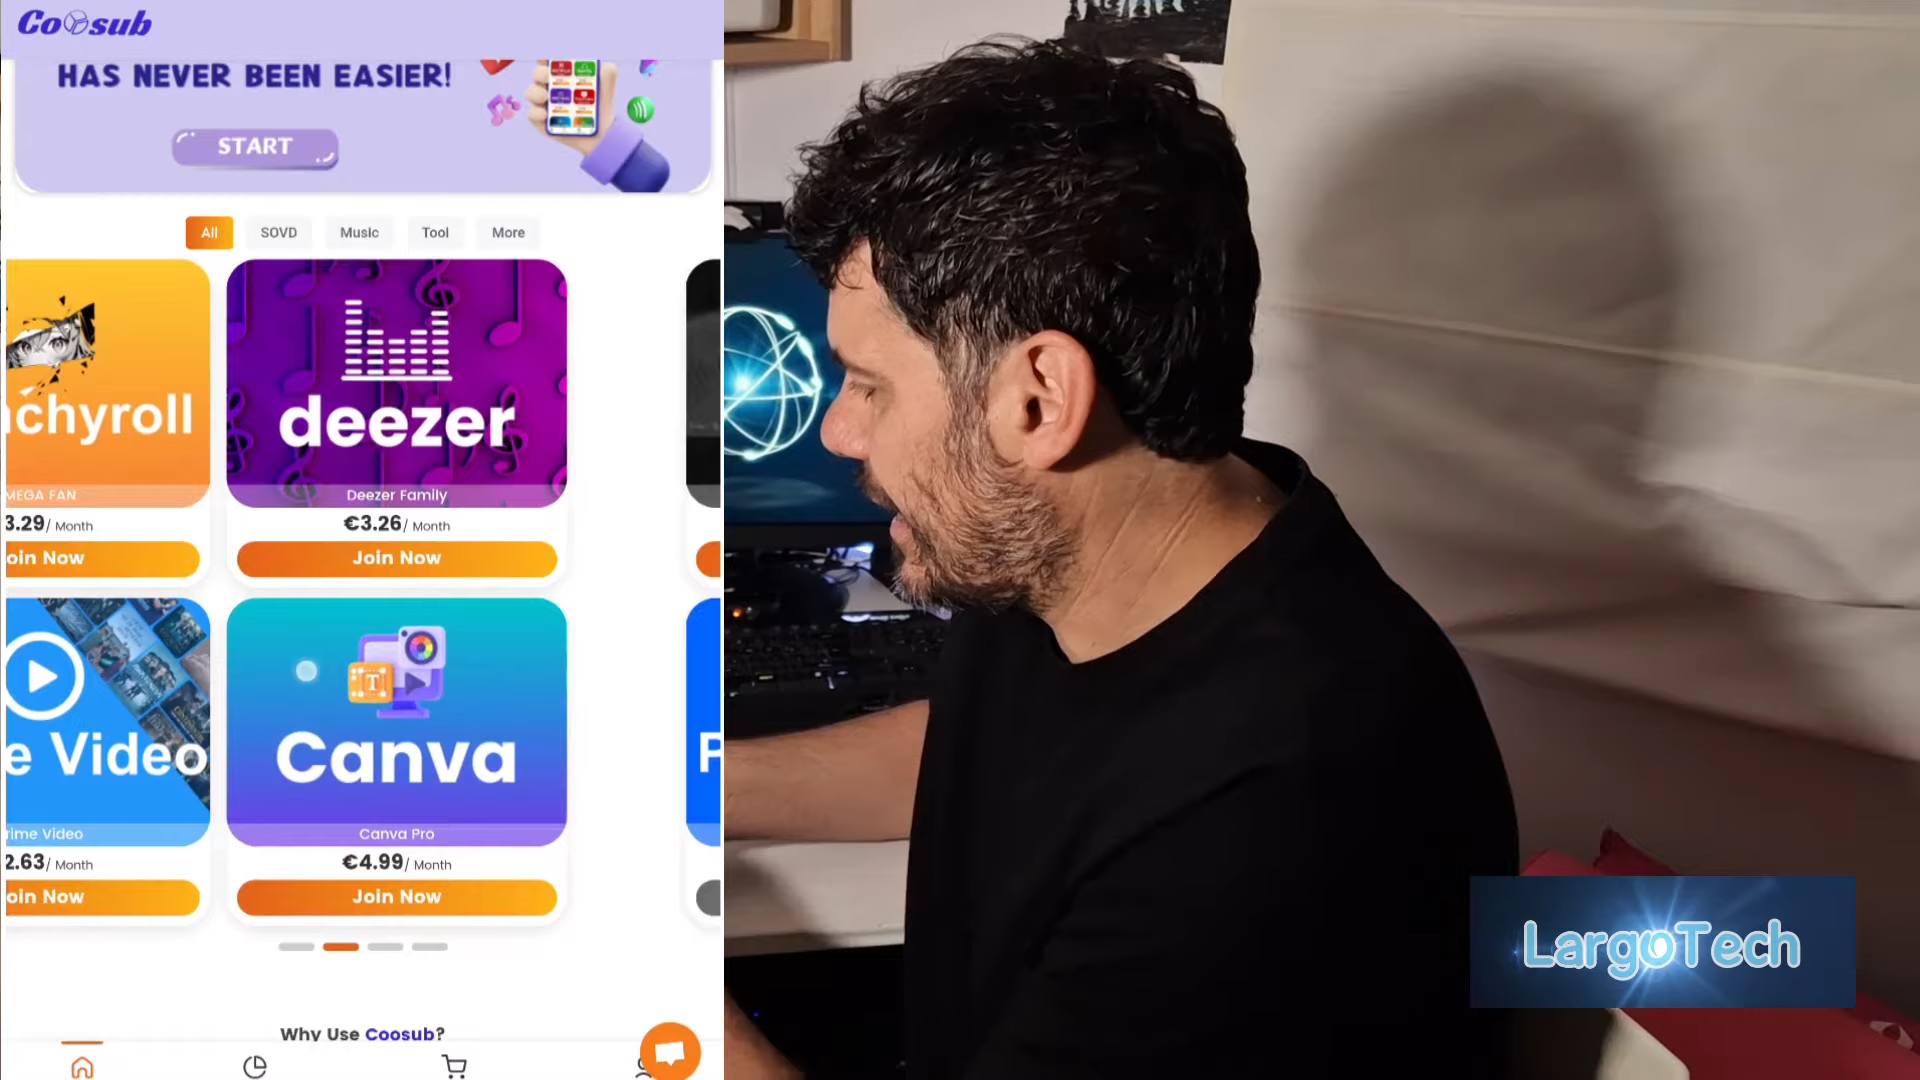 Coosub
HAS NEVER BEEN EASIER!
START
All
SOVD
Music
Tool
More
chyroll
deezer
MEGA FAN
Deezer Family
3.29/ Month
€3.26/ Month
oin Now
Join Now
e Video
Canva
P
rime Video
Canva Pro
2.63/ Month
€4.99/ Month
oin Now
Join Now
Why Use Coosub?
LargoTech